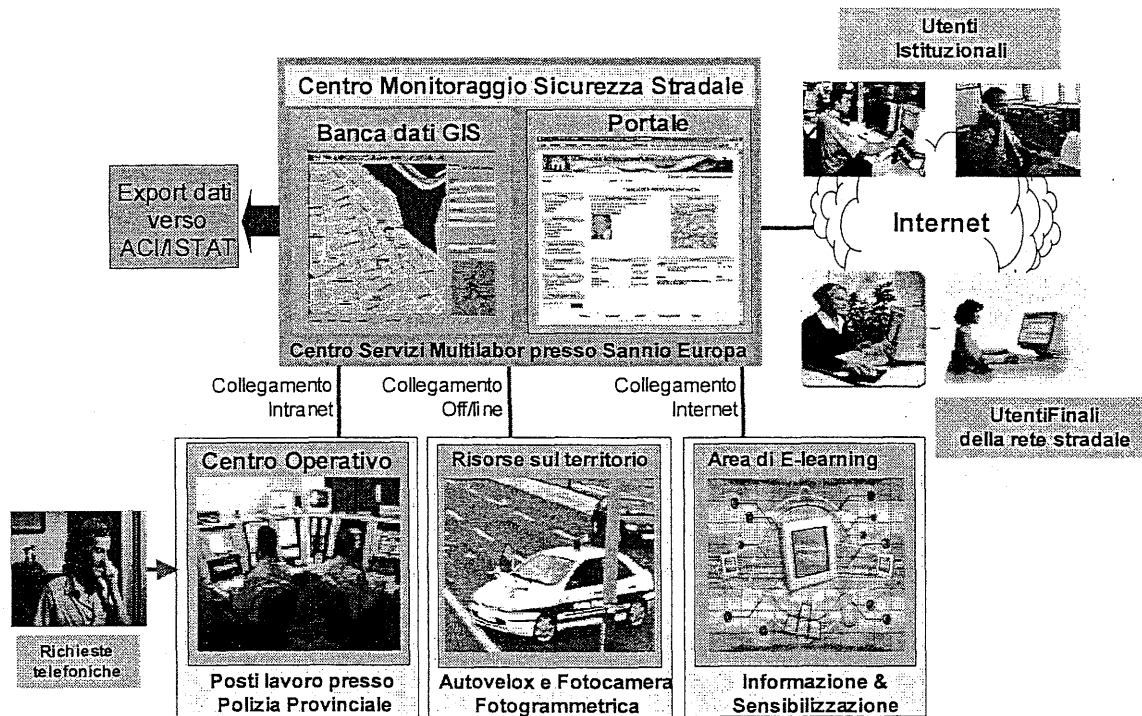 Utenti
Istituzionali
Centro Monitoraggio Sicurezza Stradale
Banca dati GIS
Portale
Export dati
verso
ACI/ISTAT
Internet
Centro Servizi Multilabor presso Sannio Europa
Collegamento
Intranet
Collegamento
Off/line
Collegamento
Internet
UtentiFinali
della rete stradale
Centro Operativo
Risorse sul territorio
Area di E-learning
Richieste
telefoniche
Posti lavoro presso
Polizia Provinciale
Autovelox e Fotocamera
Fotogrammetrica
Informazione &
Sensibilizzazione